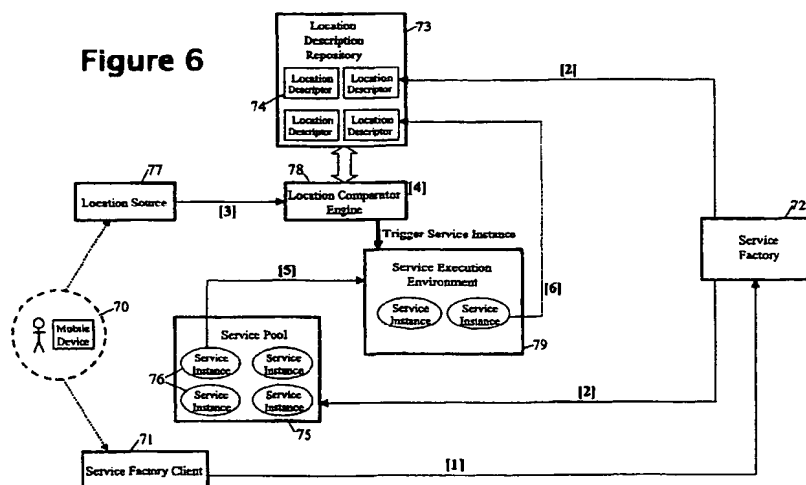 Figure 6
Location
Description
Repository
73
Location
Descriptor
Location
Descriptor
74
Location
Descriptor
Location
Descriptor
[2]
77
Location Source
[3]
78
Location Comparator
Engine
[4]
72
Service
Factory
Trigger Service Instance
[5]
Service Execution
Environment
Service
Instance
Service
Instance
[6]
79
70
Mobile
Device
Service Pool
Service
Instance
Service
Instance
76
Service
Instance
Service
Instance
75
[2]
71
Service Factory Client
[1]